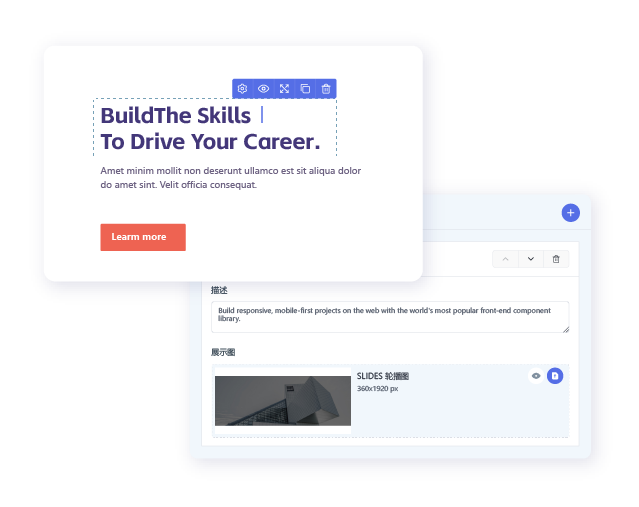 BuildThe Skills
To Drive Your Career.
Amet minim mollit non deserunt ullamco est sit aliqua dolor
do amet sint. Velit officia consequat.
Learn more
描述
Build responsive, mobile-first projects on the web with the world's most popular front-end component
library.
展示图
SLIDES 轮播图
360x1920 px